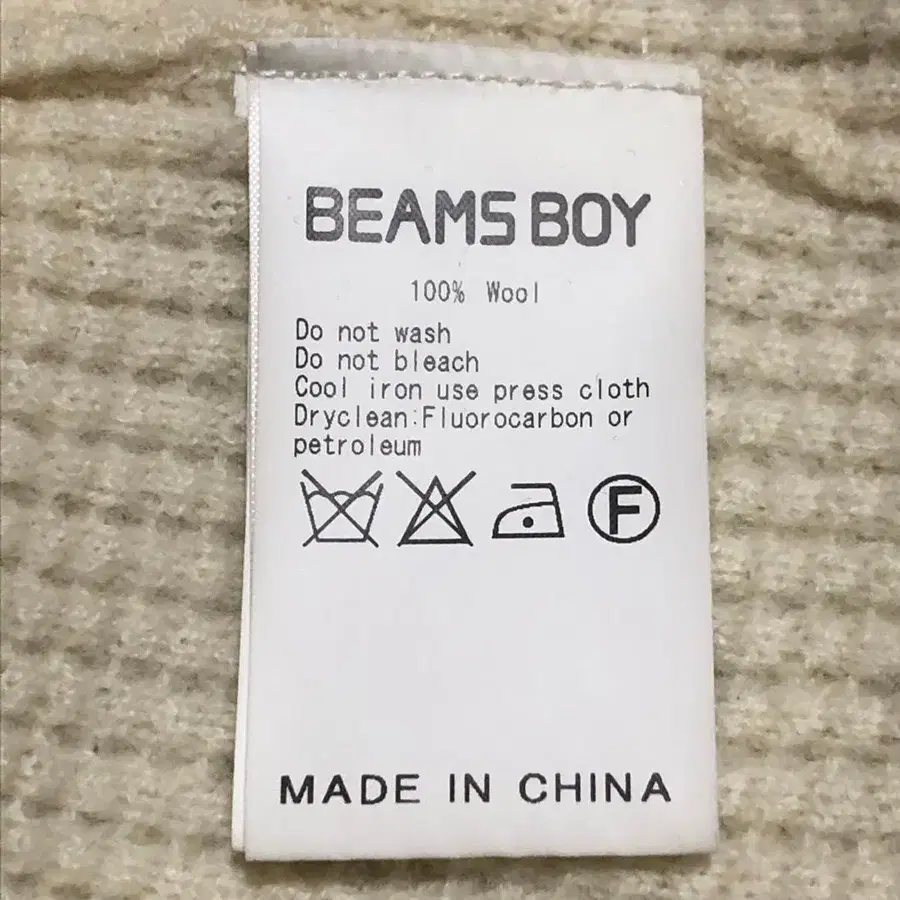 BEAMS BOY
100% Wool
Do not wash
Do not bleach
Cool iron use press cloth
Dryclean:Fluorocarbon or
petroleum
F
MADE IN CHINA